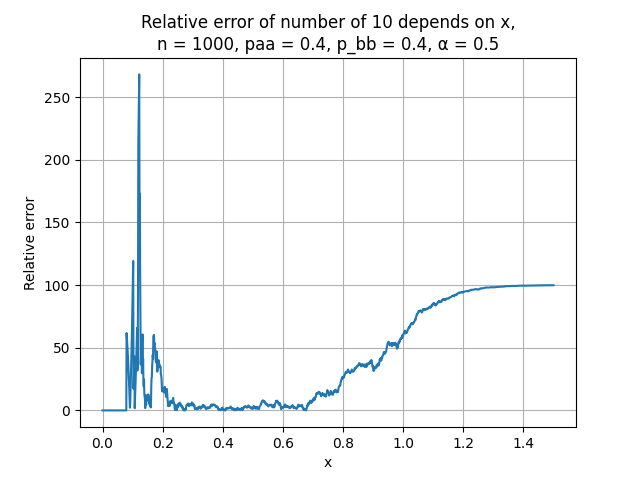 Relative error of number of 10 depends on x,
n = 1000, paa = 0.4, p_bb = 0.4, α = 0.5
250
200
150
100
50
0
Relative error
0.0 0.2 0.4 0.6 0.8 1.0 1.2 1.4
x